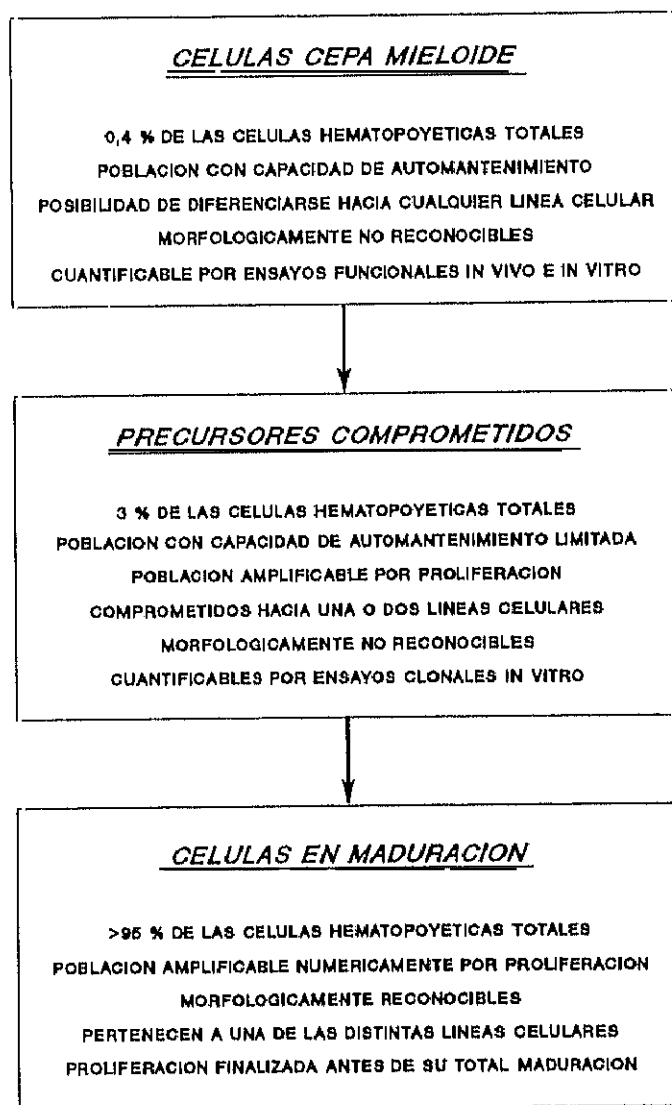 CELULAS CEPA MIELOIDE
0,4 % DE LAS CELULAS HEMATOPOYETICAS TOTALES
POBLACION CON CAPACIDAD DE AUTOMANTENIMIENTO
POSIBILIDAD DE DIFERENCIARSE HACIA CUALQUIER LINEA CELULAR
MORFOLOGICAMENTE NO RECONOCIBLES
CUANTIFICABLE POR ENSAYOS FUNCIONALES IN VIVO E IN VITRO
PRECURSORES COMPROMETIDOS
3 % DE LAS CELULAS HEMATOPOYETICAS TOTALES
POBLACION CON CAPACIDAD DE AUTOMANTENIMIENTO LIMITADA
POBLACION AMPLIFICABLE POR PROLIFERACION
COMPROMETIDOS HACIA UNA O DOS LINEAS CELULARES
MORFOLOGICAMENTE NO RECONOCIBLES
CUANTIFICABLES POR ENSAYOS CLONALES IN VITRO
CELULAS EN MADURACION
>95 % DE LAS CELULAS HEMATOPOYETICAS TOTALES
POBLACION AMPLIFICABLE NUMERICAMENTE POR PROLIFERACION
MORFOLOGICAMENTE RECONOCIBLES
PERTENECEN A UNA DE LAS DISTINTAS LINEAS CELULARES
PROLIFERACION FINALIZADA ANTES DE SU TOTAL MADURACION